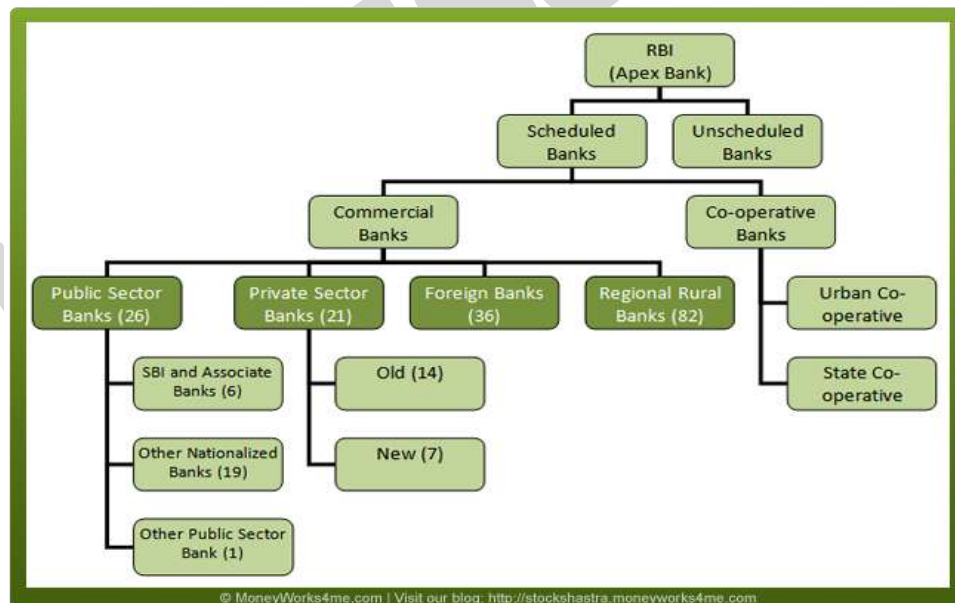 RBI
(Apex Bank)
Scheduled
Banks
Unscheduled
Banks
Commercial
Banks
Co-operative
Banks
Public Sector
Banks (26)
Private Sector
Banks (21)
Foreign Banks
(36)
Regional Rural
Banks (82)
Urban Co-
operative
SBI and Associate
Banks (6)
Old (14)
State Co-
operative
Other Nationalized
Banks (19)
New (7)
Other Public Sector
Bank (1)
© MoneyWorks4me.com | Visit our blog: http://stockshastra.moneyworks4me.com